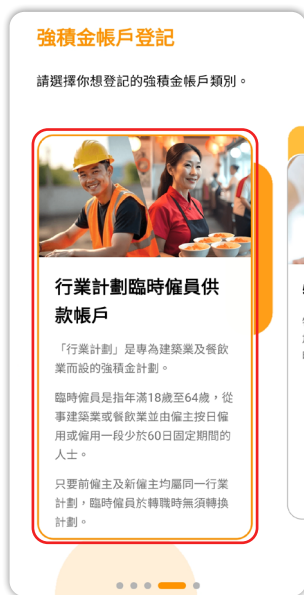 強積金帳戶登記
請選擇你想登記的強積金帳戶類別。
行業計劃臨時僱員供
款帳戶
「行業計劃」是專為建築業及餐飲
業而設的強積金計劃。
臨時僱員是指年滿18歲至64歲，從
事建築業或餐飲業並由僱主按日僱
用或僱用一段少於60日固定期間的
人士。
只要前僱主及新僱主均屬同一行業
計劃，臨時僱員於轉職時無須轉換
計劃。